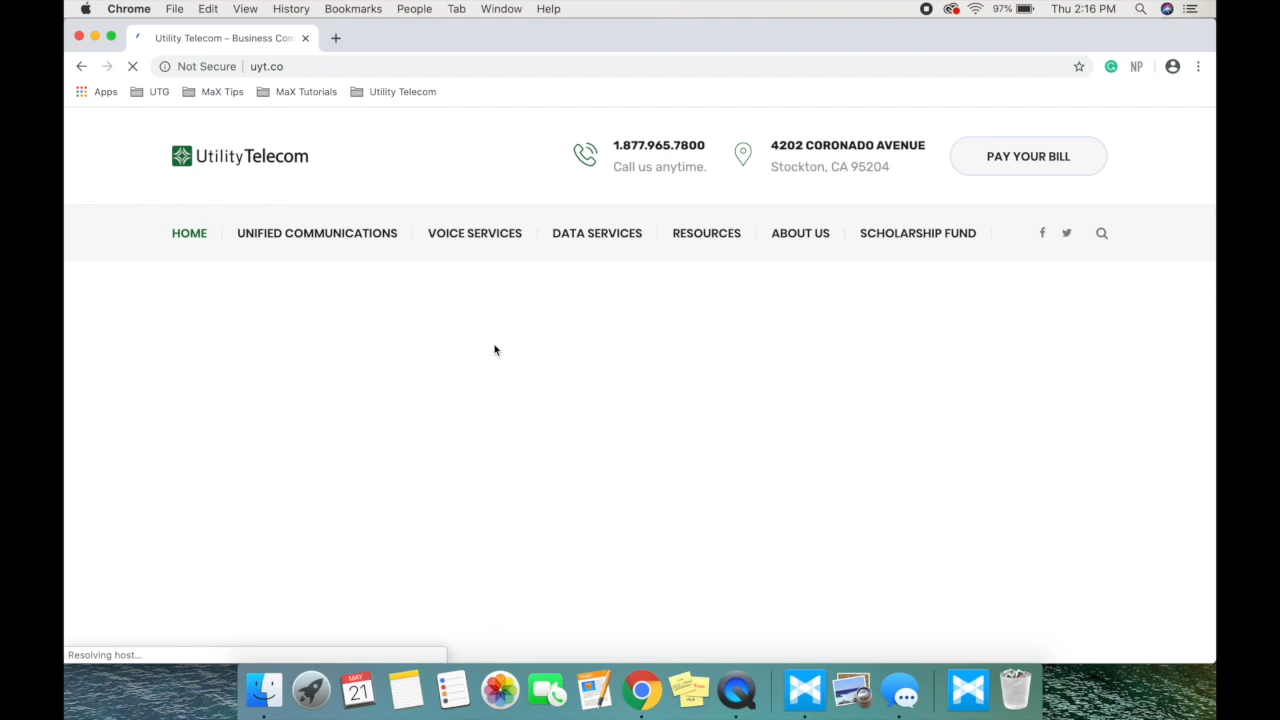 Chrome File Edit View History Bookmarks People Tab Window Help 97% Thu 2:16 PM
Utility Telecom – Business Con
Not Secure uyt.co NP
Apps UTG MaX Tips MaX Tutorials Utility Telecom
UtilityTelecom
1.877.965.7800
Call us anytime.
4202 CORONADO AVENUE
Stockton, CA 95204
PAY YOUR BILL
HOME UNIFIED COMMUNICATIONS VOICE SERVICES DATA SERVICES RESOURCES ABOUT US SCHOLARSHIP FUND
Resolving host...
MAY
21